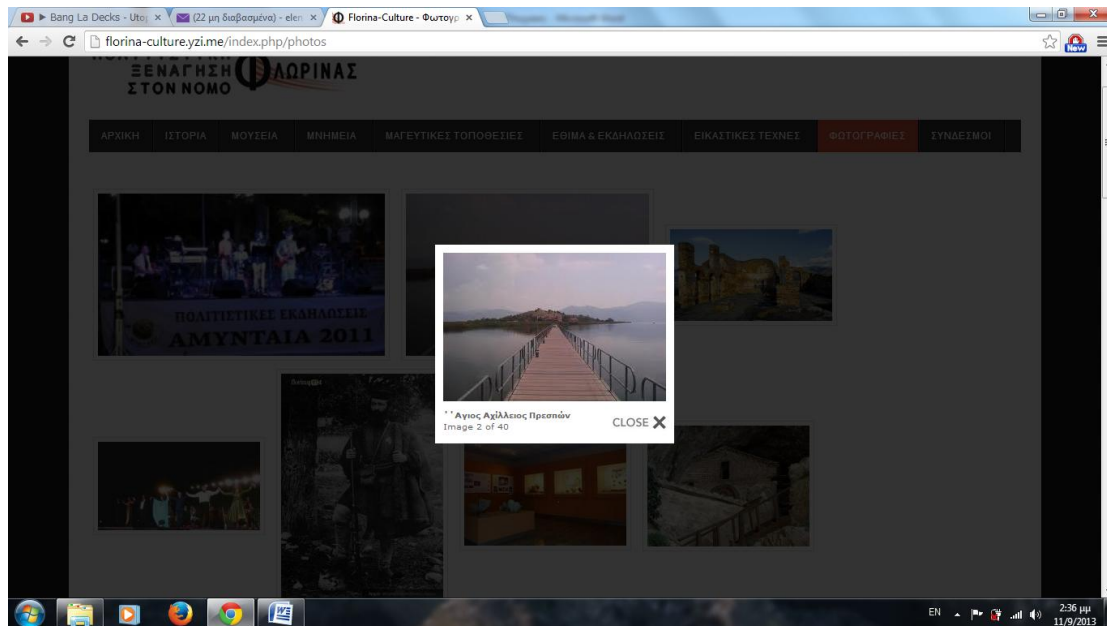 ▶ Bang La Decks - Uto
(22 μη διαβασμένα) - elen
Florina-Culture - Φωτογρ
florina-culture.yzi.me/index.php/photos
New
ΞΕΝΑΓΗΣΗ
ΣΤΟΝ ΝΟΜΟ
ΦΛΩΡΙΝΑΣ
ΑΡΧΙΚΗ ΙΣΤΟΡΙΑ ΜΟΥΣΕΙΑ ΜΝΗΜΕΙΑ ΜΑΓΕΥΤΙΚΕΣ ΤΟΠΟΘΕΣΙΕΣ ΕΘΙΜΑ & ΕΚΔΗΛΩΣΕΙΣ ΕΙΚΑΣΤΙΚΕΣ ΤΕΧΝΕΣ ΦΩΤΟΓΡΑΦΙΕΣ ΣΥΝΔΕΣΜΟΙ
ΠΟΛΙΤΙΣΤΙΚΕΣ ΕΚΔΗΛΩΣΕΙΣ
ΑΜΥΝΤΑΙΑ 2011
΄΄Αγιος Αχίλλειος Πρεσπών
Image 2 of 40
CLOSE
EN
2:36 μμ
11/9/2013